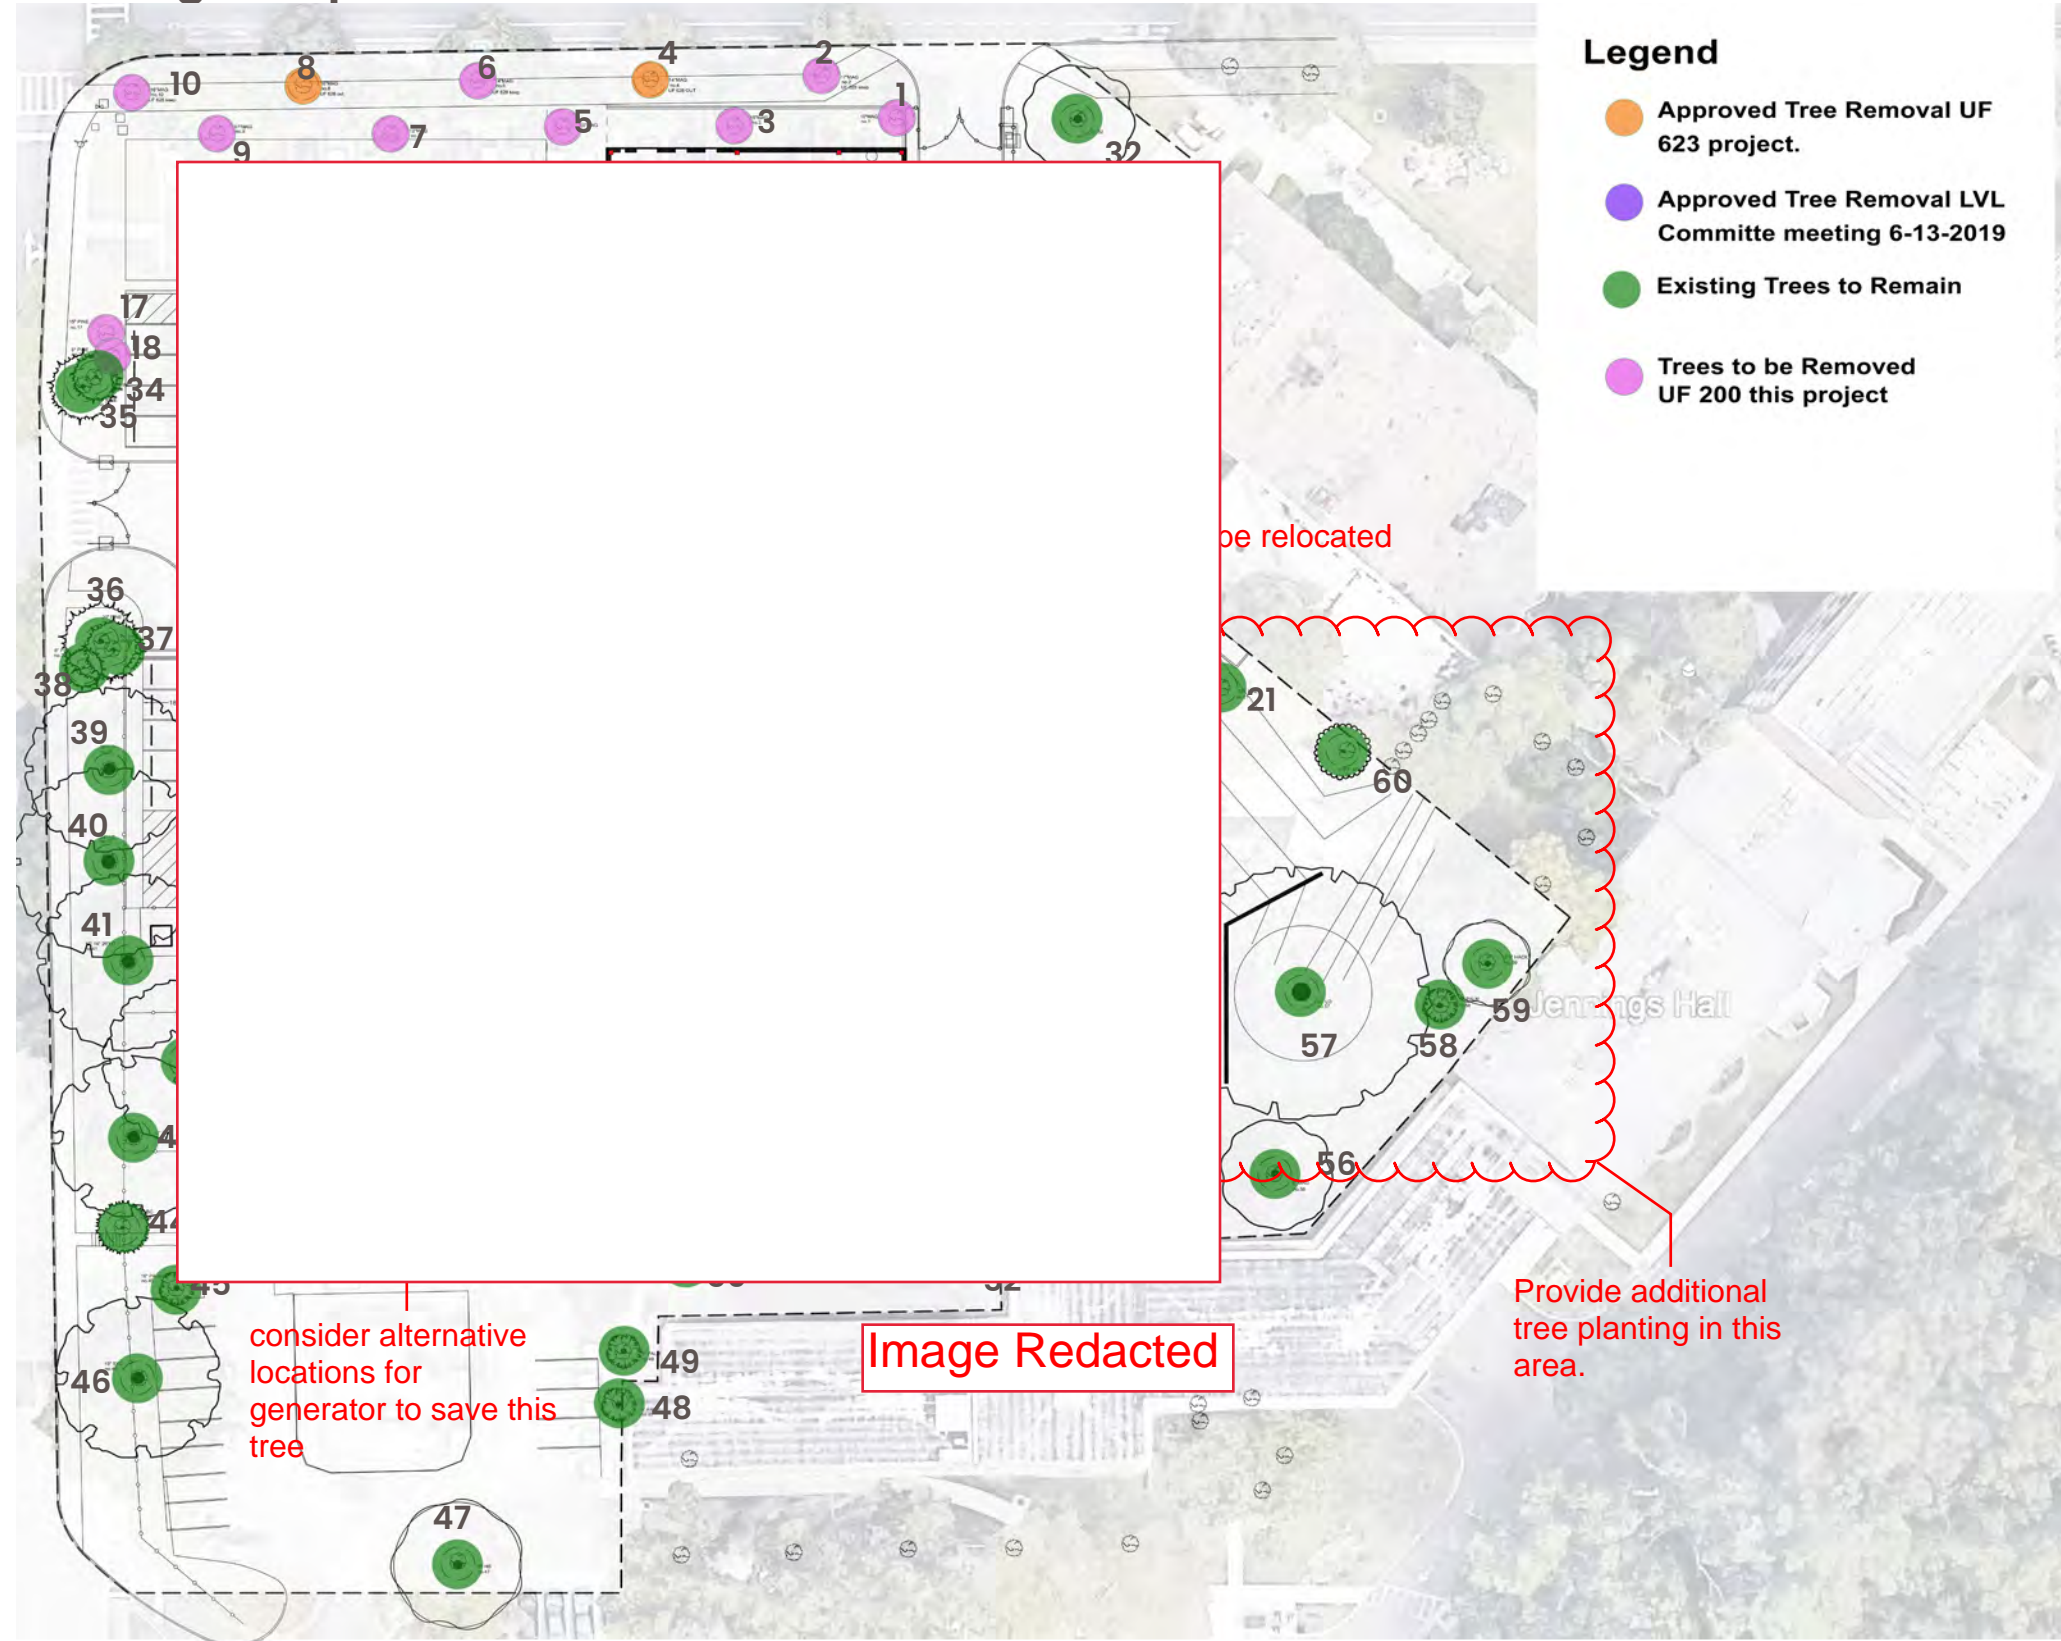 Legend
Approved Tree Removal UF
623 project.
Approved Tree Removal LVL
Committe meeting 6-13-2019
Existing Trees to Remain
Trees to be Removed
UF 200 this project
10
8
6
4
2
1
9
7
5
3
32
17
18
34
35
be relocated
36
37
38
21
39
60
40
41
59
Jennings Hall
57
58
56
44
45
52
Provide additional
tree planting in this
area.
consider alternative
locations for
generator to save this
tree
Image Redacted
49
46
48
47